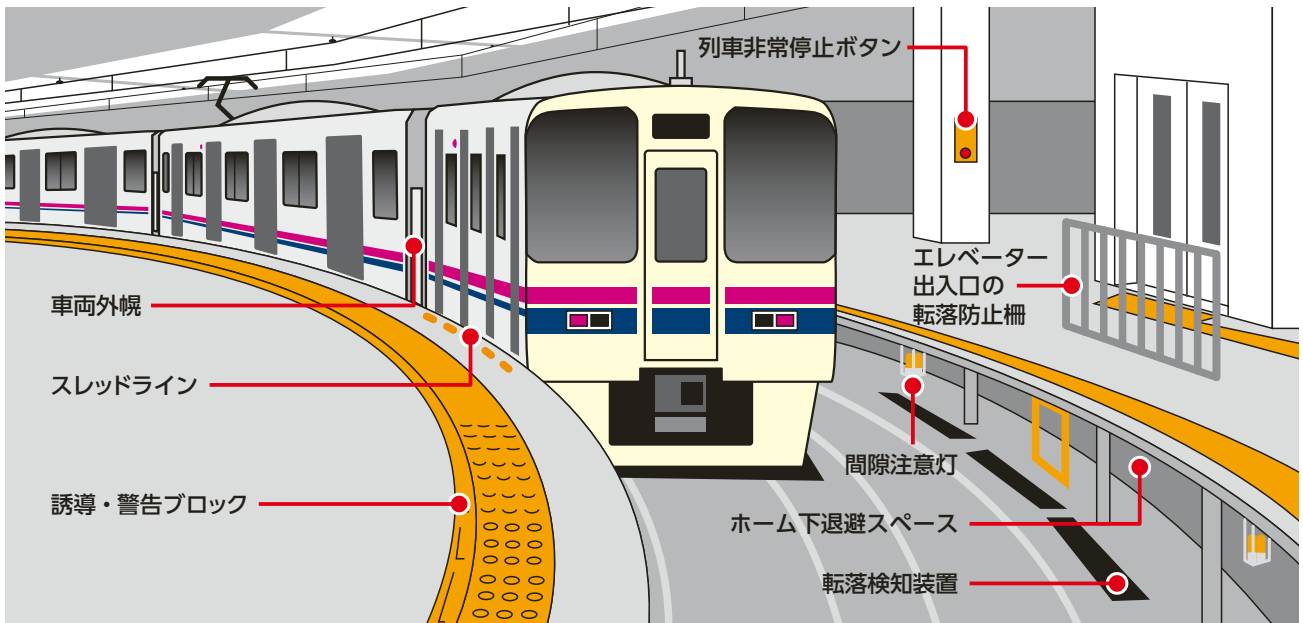 列車非常停止ボタン
エレベーター
出入口の
転落防止柵
車両外幌
スレッドライン
間隙注意灯
誘導・警告ブロック
ホーム下退避スペース
転落検知装置